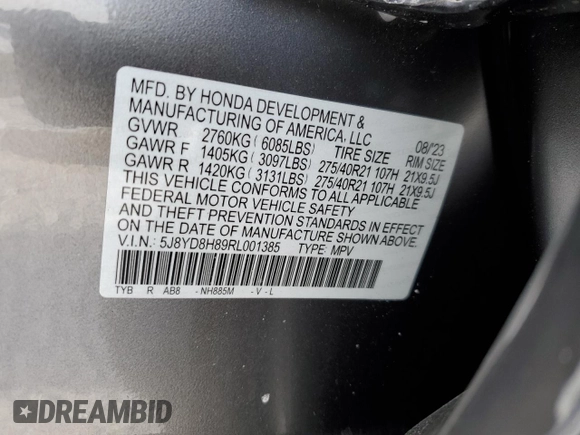 MFD. BY HONDA DEVELOPMENT &
MANUFACTURING OF AMERICA, LLC
08/'23
GVWR 2760KG ( 6085LBS) TIRE SIZE RIM SIZE
GAWR F 1405KG ( 3097LBS) 275/40R21 107H 21X9.5J
GAWR R 1420KG ( 3131LBS) 275/40R21 107H 21X9.5J
THIS VEHICLE CONFORMS TO ALL APPLICABLE
FEDERAL MOTOR VEHICLE SAFETY
AND THEFT PREVENTION STANDARDS IN EFFECT
ON THE DATE OF MANUFACTURE SHOWN ABOVE.
V.I.N.: 5J8YD8H89RL001385 TYPE: MPV
TYB R AB8 - NH885M - V - L
DREAMBID